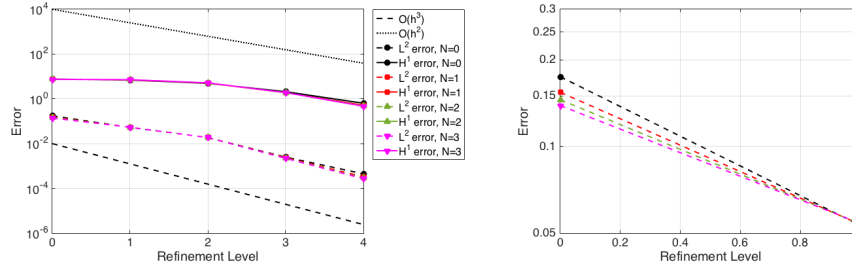 10^4
10^2
10^0
10^-2
10^-4
10^-6
Error
0 1 2 3 4
Refinement Level
O(h^3)
O(h^2)
L^2 error, N=0
H^1 error, N=0
L^2 error, N=1
H^1 error, N=1
L^2 error, N=2
H^1 error, N=2
L^2 error, N=3
H^1 error, N=3
0.3
0.2
0.15
0.1
0.05
Error
0 0.2 0.4 0.6 0.8
Refinement Level